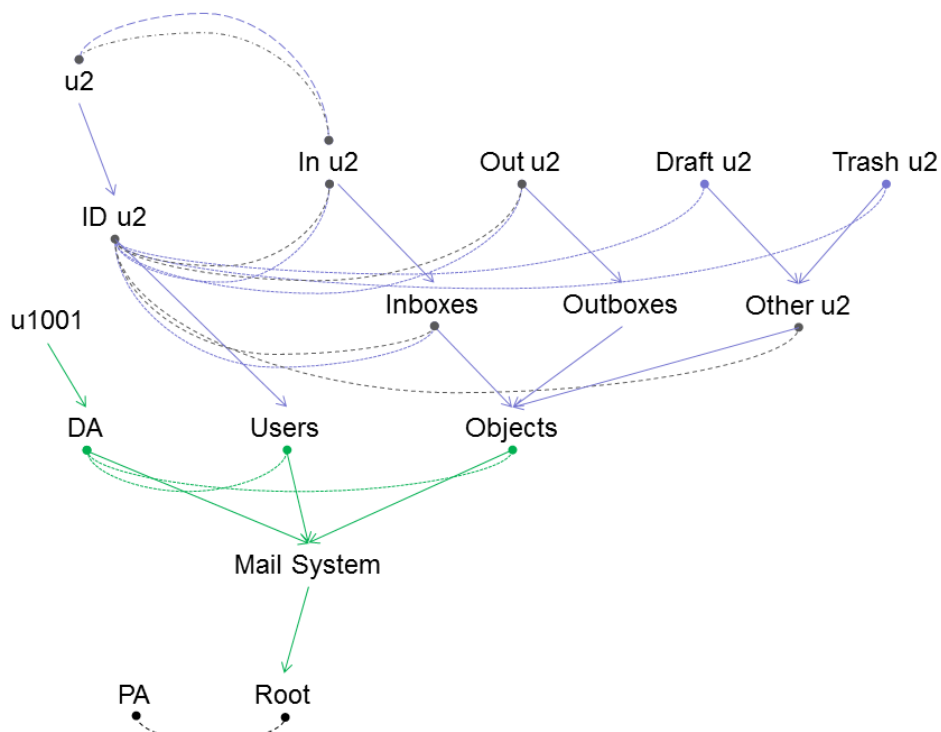 u2
In u2
Out u2
Draft u2
Trash u2
ID u2
Inboxes
Outboxes
Other u2
u1001
DA
Users
Objects
Mail System
PA
Root